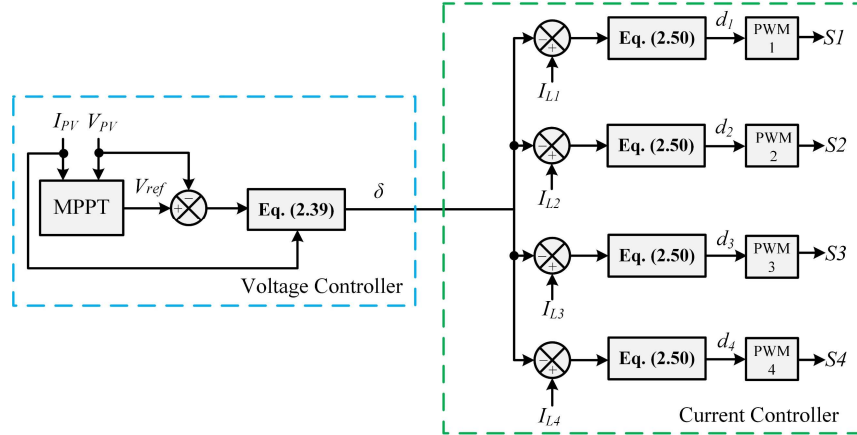 I_PV V_PV
MPPT
V_ref
+
−
Eq. (2.39)
δ
Voltage Controller
−
+
I_L1
Eq. (2.50)
d_1
PWM
1
S1
−
+
I_L2
Eq. (2.50)
d_2
PWM
2
S2
−
+
I_L3
Eq. (2.50)
d_3
PWM
3
S3
−
+
I_L4
Eq. (2.50)
d_4
PWM
4
S4
Current Controller